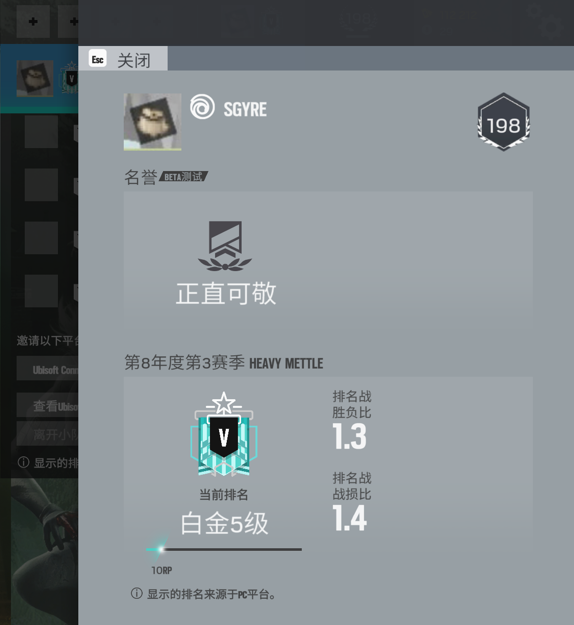 Esc 关闭
SGYRE
198
名誉 BETA测试
正直可敬
第8年度第3赛季 HEAVY METTLE
V
当前排名
白金5级
10RP
排名战
胜负比
1.3
排名战
战损比
1.4
显示的排名来源于PC平台。
V
邀请以下平台
Ubisoft Conn
查看Ubiso
离开小队
显示的排